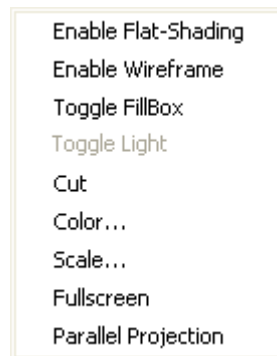 Enable Flat-Shading
Enable Wireframe
Toggle FillBox
Toggle Light
Cut
Color...
Scale...
Fullscreen
Parallel Projection